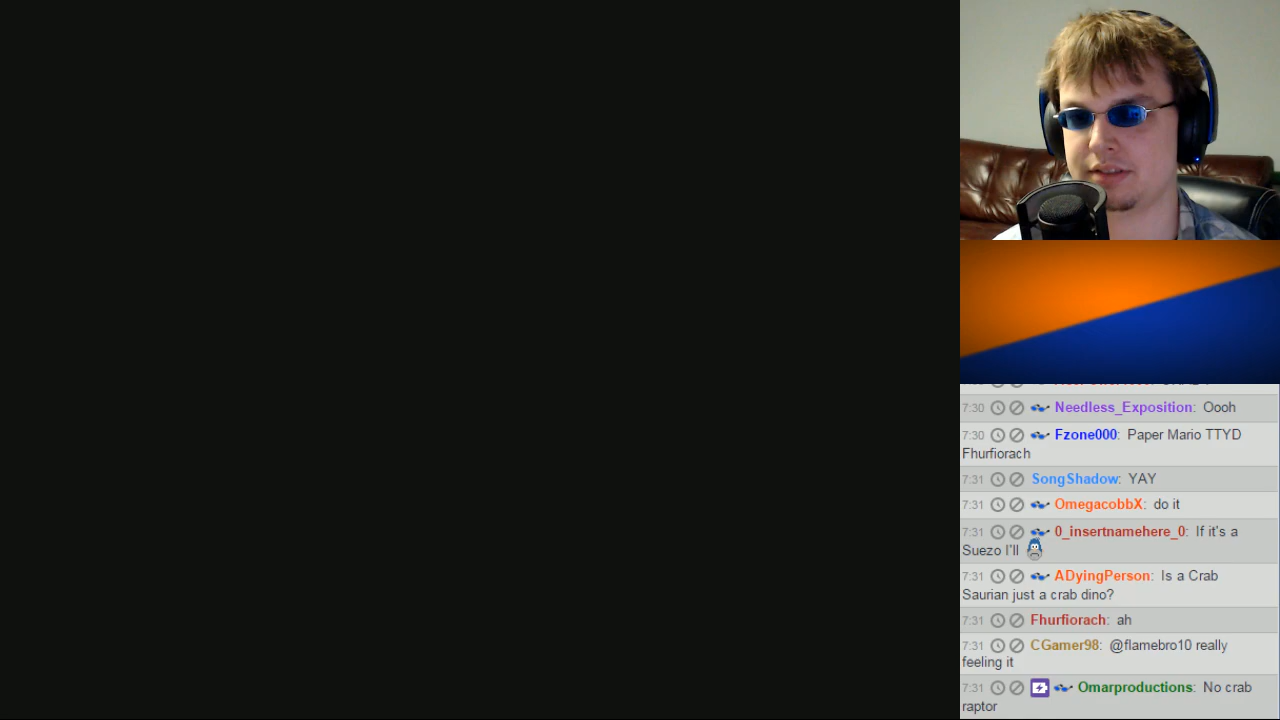 7:30 Needless_Exposition: Oooh
7:30 Fzone000: Paper Mario TTYD
Fhurfiorach
7:31 SongShadow: YAY
7:31 OmegacobbX: do it
7:31 0_insertnamehere_0: If it's a
Suezo I'll
7:31 ADyingPerson: Is a Crab
Saurian just a crab dino?
7:31 Fhurfiorach: ah
7:31 CGamer98: @flamebro10 really
feeling it
7:31 Omarproductions: No crab
raptor